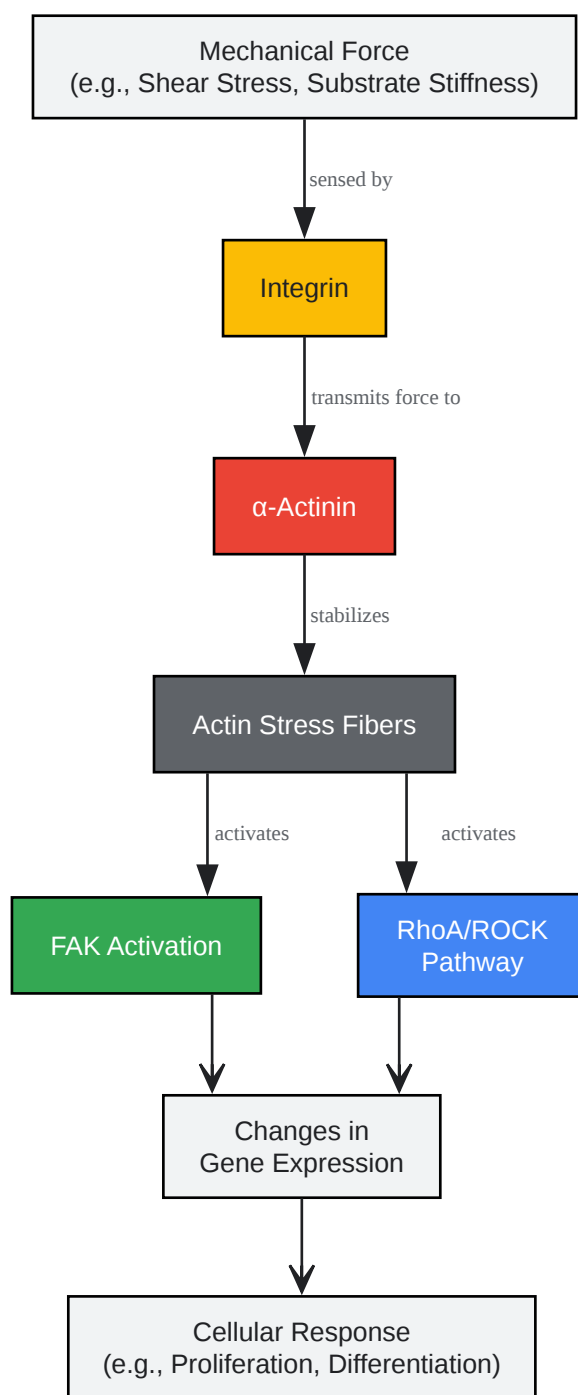 Mechanical Force
(e.g., Shear Stress, Substrate Stiffness)
sensed by
Integrin
transmits force to
α-Actinin
stabilizes
Actin Stress Fibers
activates
activates
FAK Activation
RhoA/ROCK
Pathway
Changes in
Gene Expression
Cellular Response
(e.g., Proliferation, Differentiation)